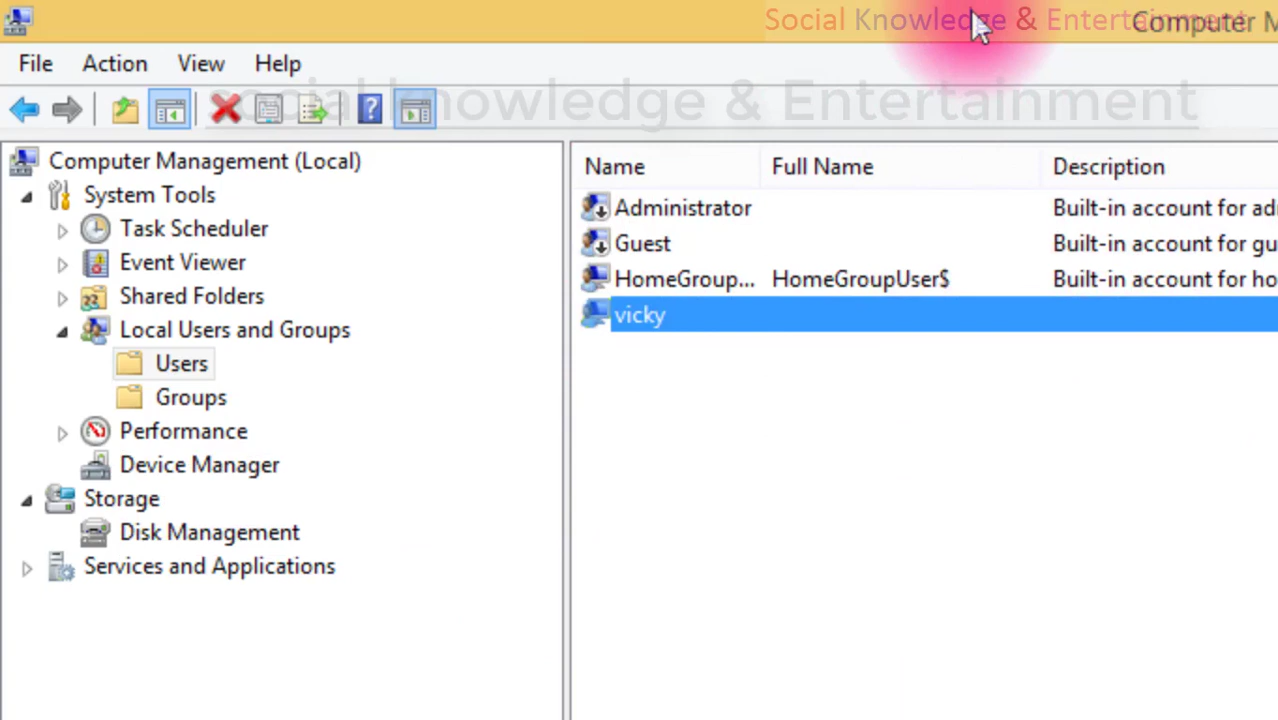 Social Knowledge & Entertainment
Computer M
File Action View Help
social knowledge & Entertainment
Computer Management (Local)
System Tools
Task Scheduler
Event Viewer
Shared Folders
Local Users and Groups
Users
Groups
Performance
Device Manager
Storage
Disk Management
Services and Applications
Name Full Name Description
Administrator Built-in account for ad
Guest Built-in account for gu
HomeGroup... HomeGroupUser$ Built-in account for ho
vicky